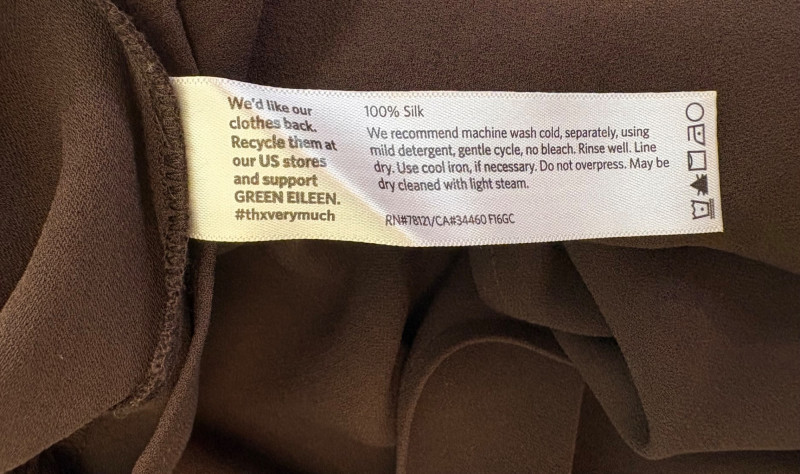 We'd like our
clothes back.
Recycle them at
our US stores
and support
GREEN EILEEN.
#thxverymuch
100% Silk
We recommend machine wash cold, separately, using
mild detergent, gentle cycle, no bleach. Rinse well. Line
dry. Use cool iron, if necessary. Do not overpress. May be
dry cleaned with light steam.
RN#78121/CA#34460 F16GC